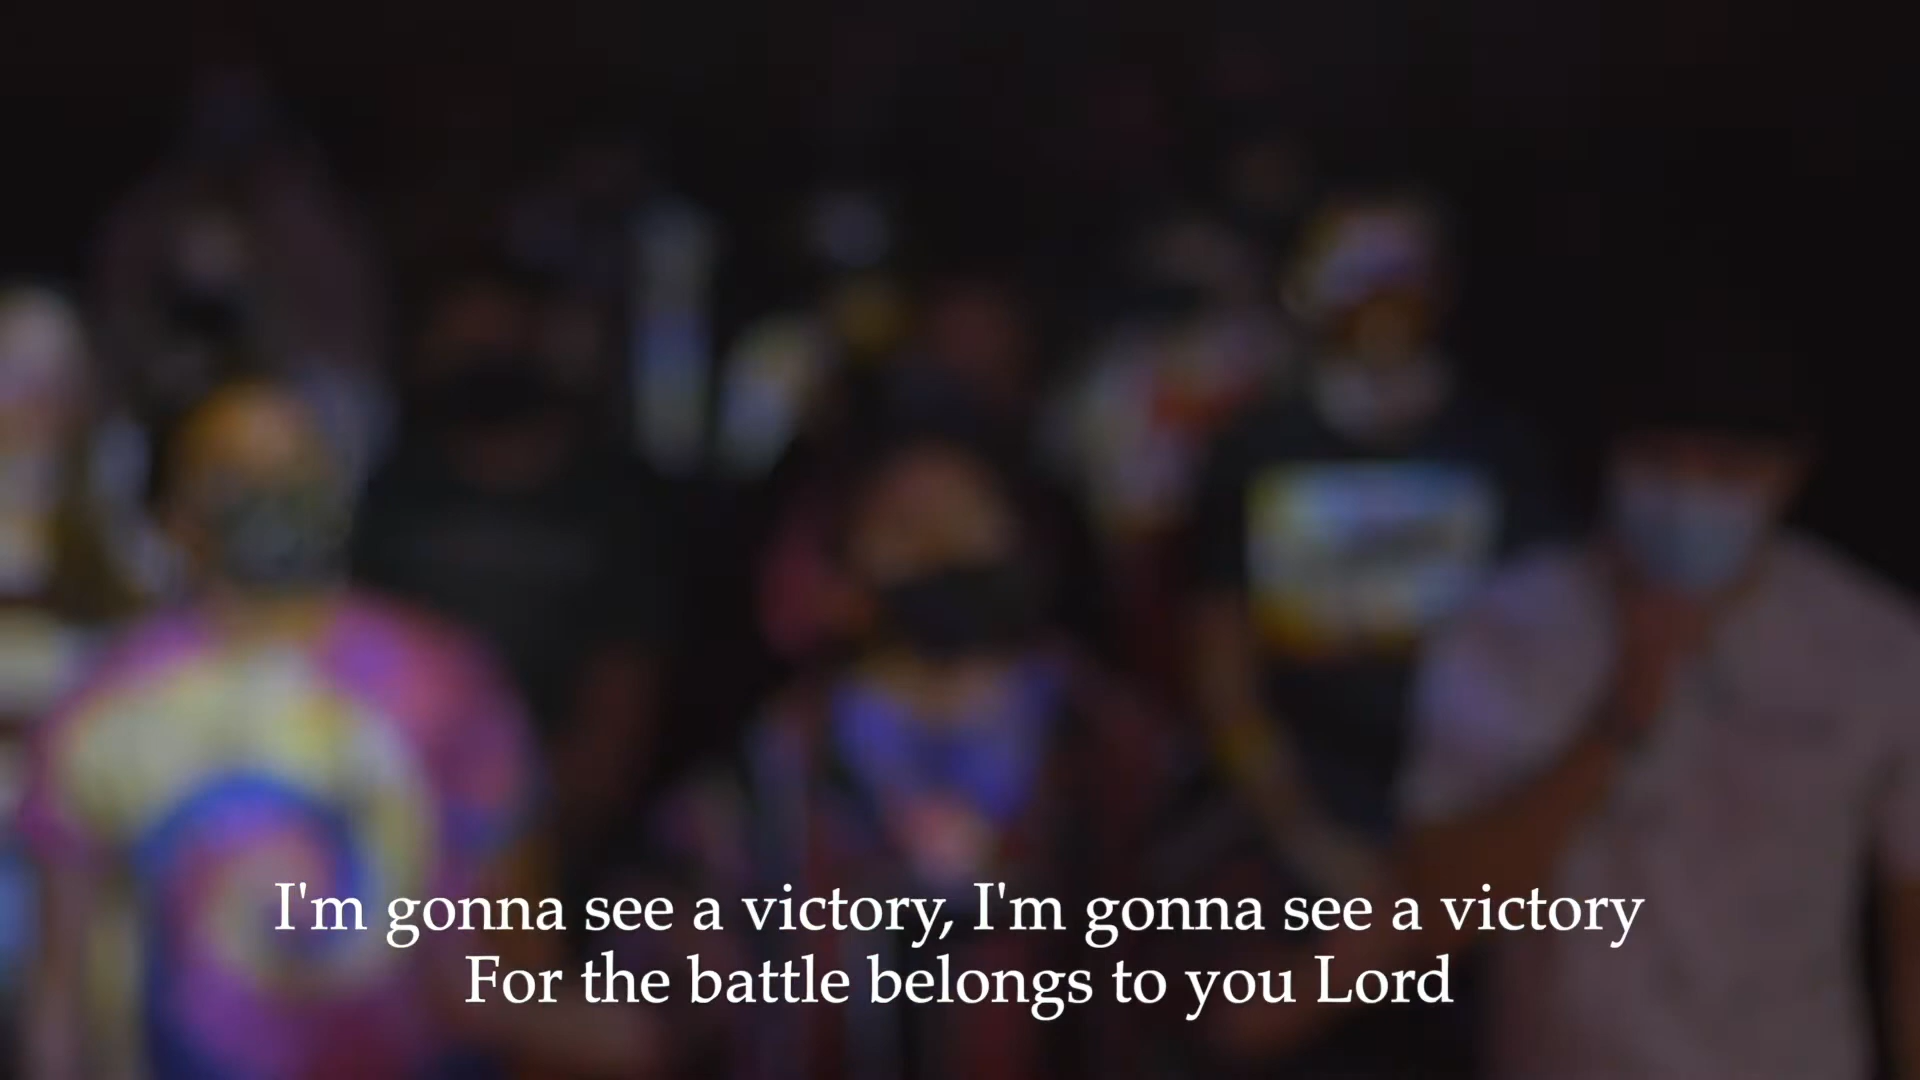 I'm gonna see a victory, I'm gonna see a victory
For the battle belongs to you Lord